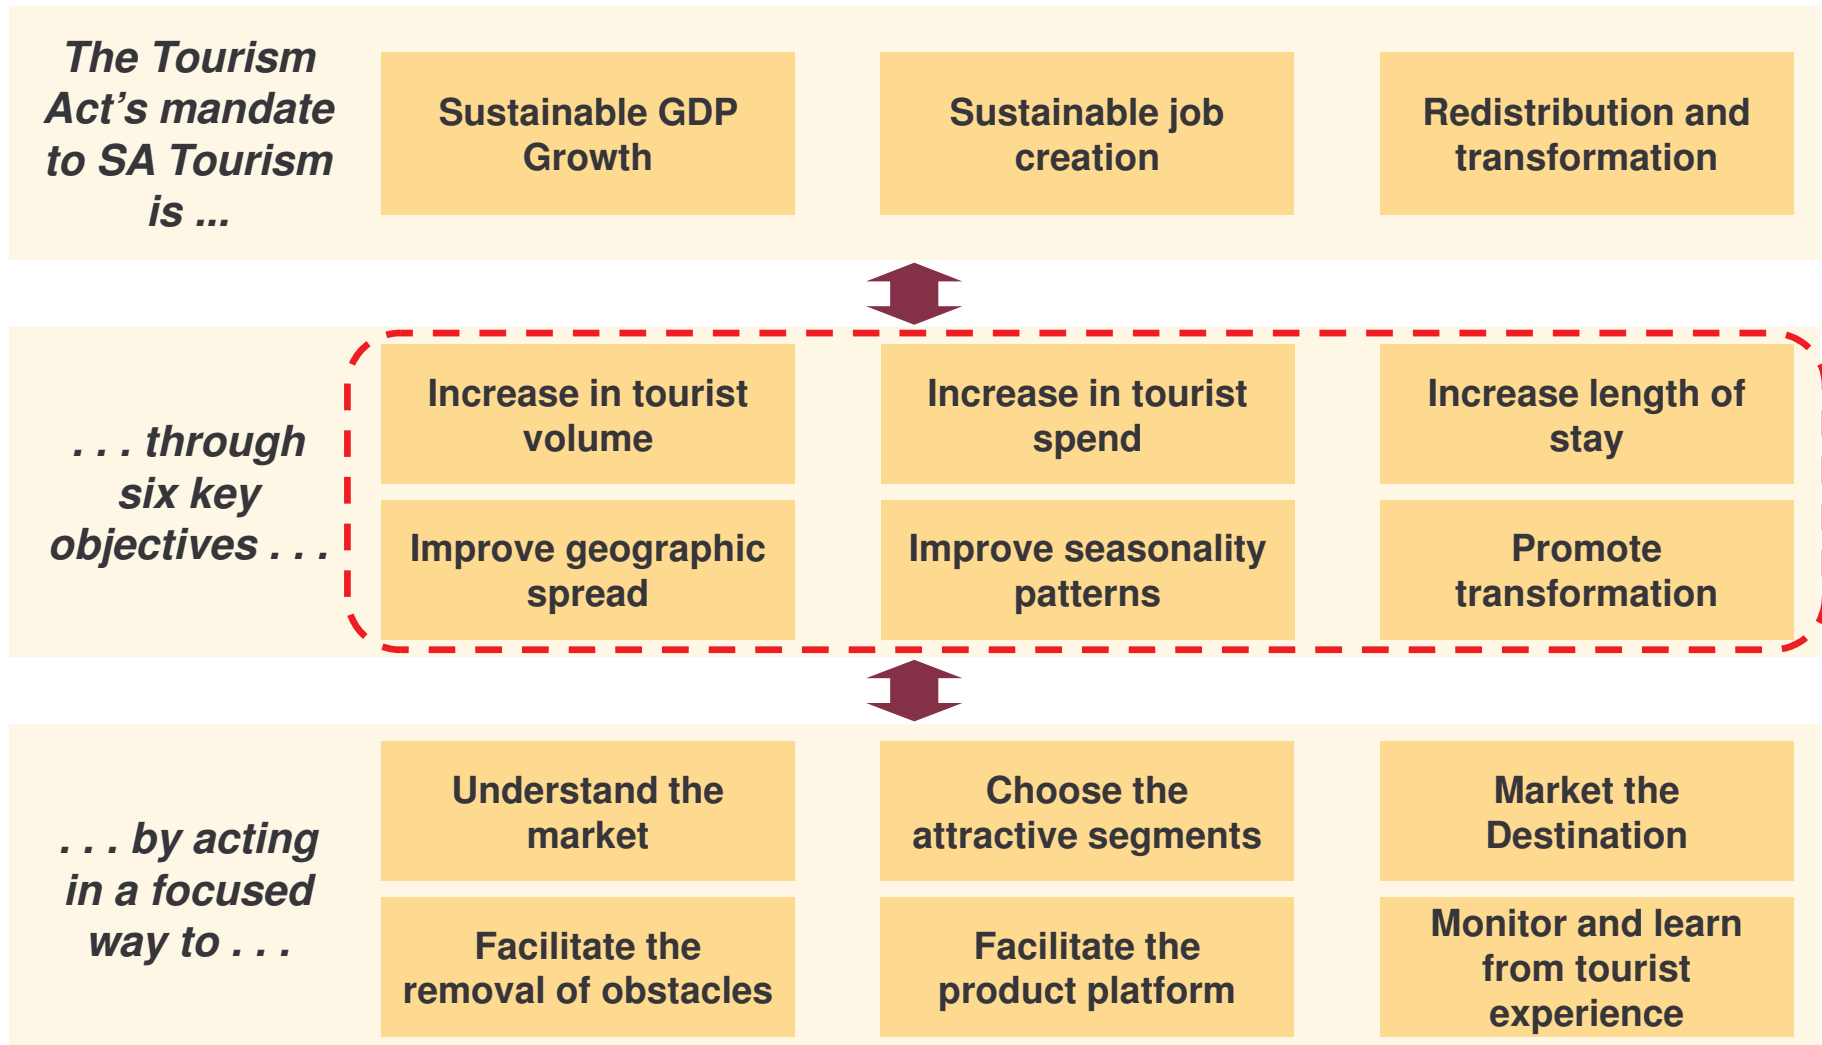 The Tourism
Act’s mandate
to SA Tourism
is ...
Sustainable GDP
Growth
Sustainable job
creation
Redistribution and
transformation
. . . through
six key
objectives . . .
Increase in tourist
volume
Increase in tourist
spend
Increase length of
stay
Improve geographic
spread
Improve seasonality
patterns
Promote
transformation
. . . by acting
in a focused
way to . . .
Understand the
market
Choose the
attractive segments
Market the
Destination
Facilitate the
removal of obstacles
Facilitate the
product platform
Monitor and learn
from tourist
experience